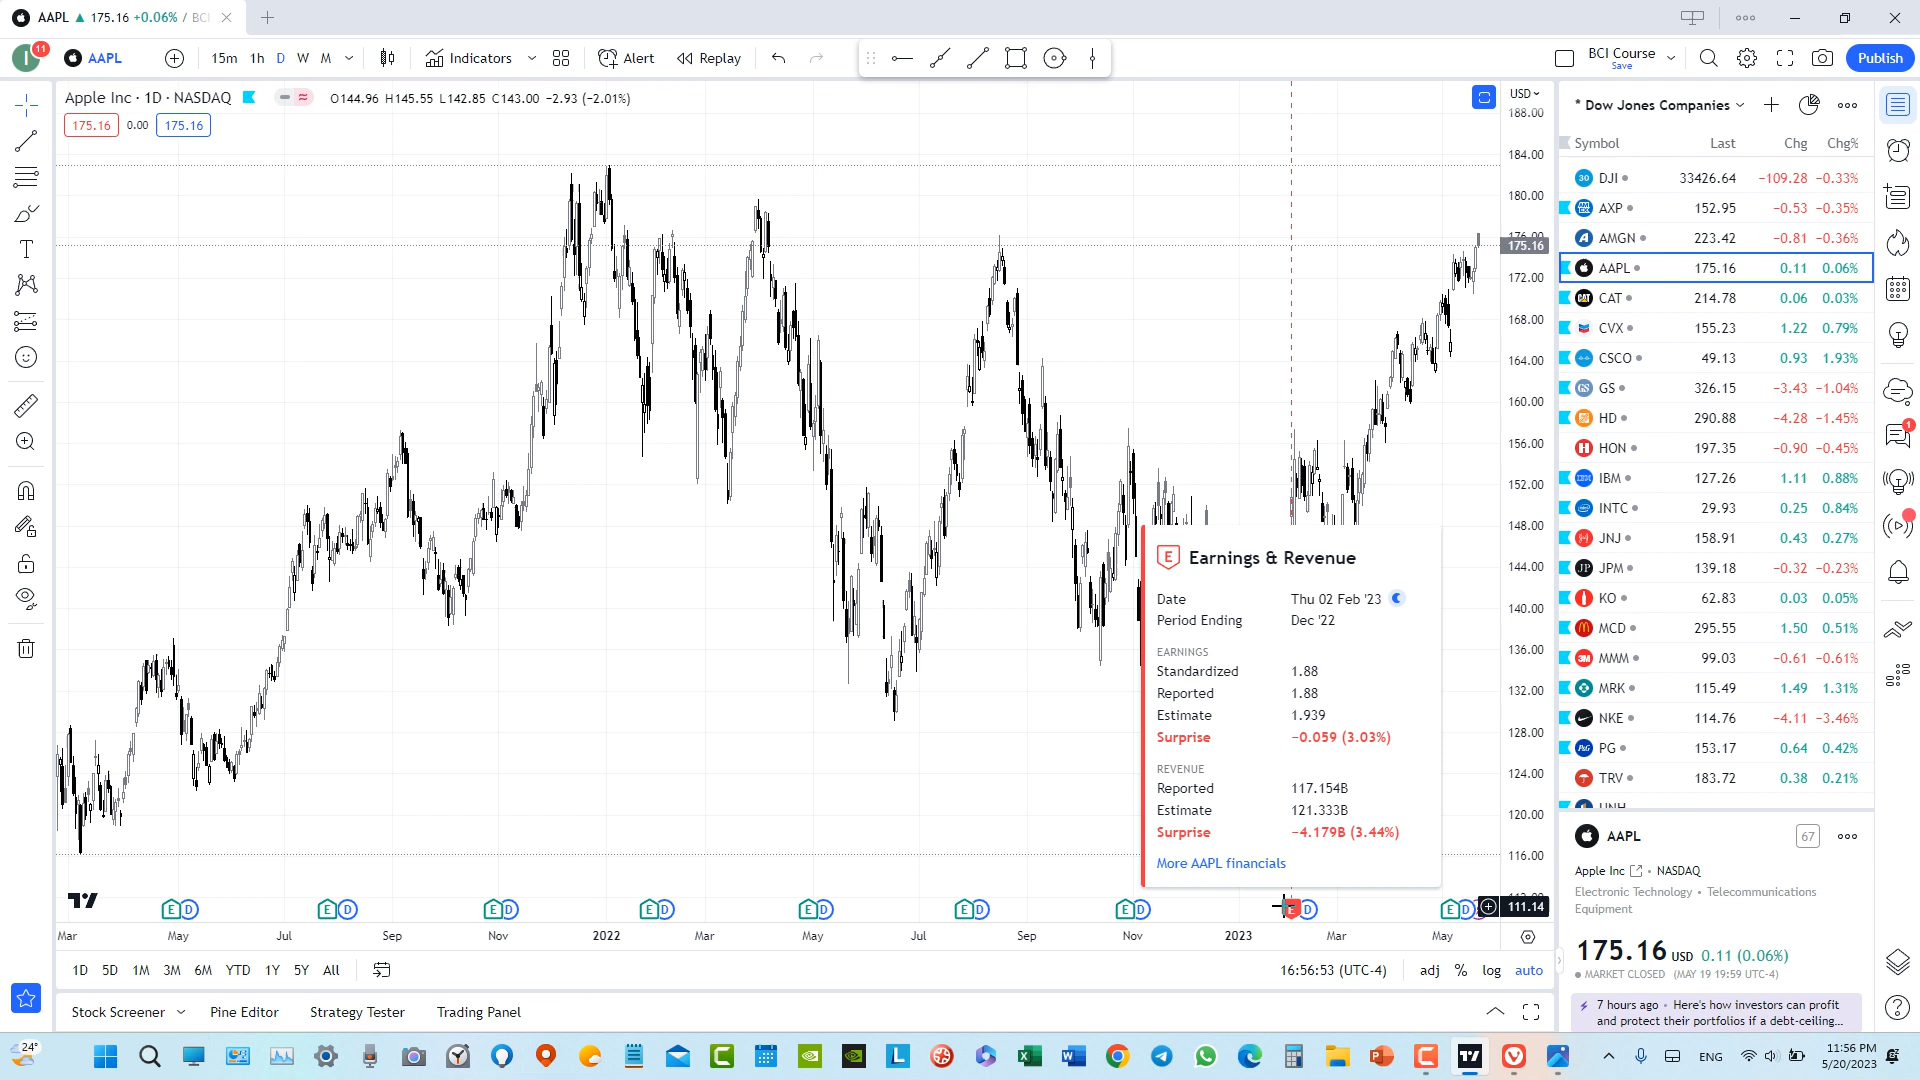 AAPL ▲ 175.16 +0.06% / BCI
I
11
AAPL
15m 1h D W M
Indicators
Alert
Replay
BCI Course
Save
Publish
Apple Inc · 1D · NASDAQ
O144.96 H145.55 L142.85 C143.00 −2.93 (−2.01%)
175.16 0.00 175.16
USD
188.00
184.00
180.00
176.00
175.16
172.00
168.00
164.00
160.00
156.00
152.00
148.00
144.00
140.00
136.00
132.00
128.00
124.00
120.00
116.00
111.14
Earnings & Revenue
Date Thu 02 Feb '23
Period Ending Dec '22
EARNINGS
Standardized 1.88
Reported 1.88
Estimate 1.939
Surprise −0.059 (3.03%)
REVENUE
Reported 117.154B
Estimate 121.333B
Surprise −4.179B (3.44%)
More AAPL financials
E D E D E D E D E D E D E D E D E D
Mar May Jul Sep Nov 2022 Mar May Jul Sep Nov 2023 Mar May
1D 5D 1M 3M 6M YTD 1Y 5Y All
16:56:53 (UTC-4) adj % log auto
Stock Screener Pine Editor Strategy Tester Trading Panel
* Dow Jones Companies
Symbol Last Chg Chg%
30 DJI 33426.64 −109.28 −0.33%
AXP 152.95 −0.53 −0.35%
AMGN 223.42 −0.81 −0.36%
AAPL 175.16 0.11 0.06%
CAT CAT 214.78 0.06 0.03%
CVX 155.23 1.22 0.79%
CSCO 49.13 0.93 1.93%
GS GS 326.15 −3.43 −1.04%
HD 290.88 −4.28 −1.45%
H HON 197.35 −0.90 −0.45%
IBM IBM 127.26 1.11 0.88%
INTC 29.93 0.25 0.84%
JNJ 158.91 0.43 0.27%
JP JPM 139.18 −0.32 −0.23%
KO 62.83 0.03 0.05%
MCD 295.55 1.50 0.51%
3M MMM 99.03 −0.61 −0.61%
MRK 115.49 1.49 1.31%
NKE 114.76 −4.11 −3.46%
P&G PG 153.17 0.64 0.42%
TRV 183.72 0.38 0.21%
UNH
1
AAPL 67
Apple Inc • NASDAQ
Electronic Technology • Telecommunications
Equipment
175.16 USD 0.11 (0.06%)
MARKET CLOSED (MAY 19 19:59 UTC-4)
7 hours ago • Here's how investors can profit
and protect their portfolios if a debt-ceiling...
24°
ENG
11:56 PM
5/20/2023